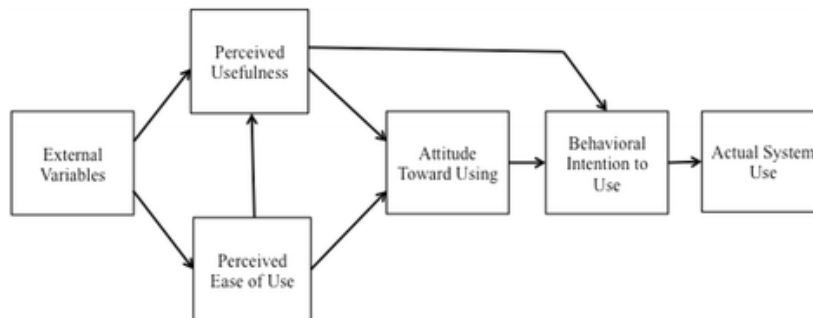 Perceived
Usefulness
External
Variables
Attitude
Toward Using
Behavioral
Intention to
Use
Actual System
Use
Perceived
Ease of Use